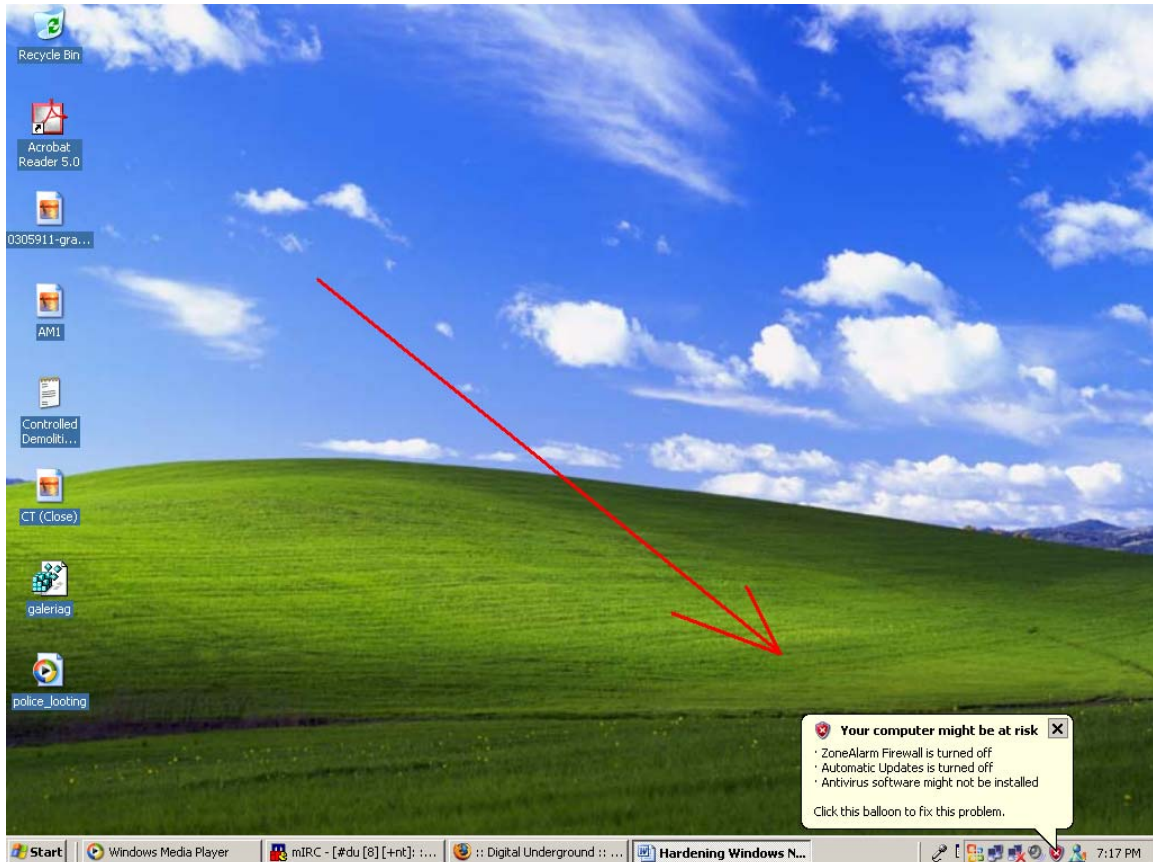 Recycle Bin
Acrobat
Reader 5.0
0305911-gra...
AM1
Controlled
Demoliti...
CT (Close)
galeriag
police_looting
Your computer might be at risk
· ZoneAlarm Firewall is turned off
· Automatic Updates is turned off
· Antivirus software might not be installed
Click this balloon to fix this problem.
Start
Windows Media Player
mIRC - [#du [8] [+nt]: :...
:: Digital Underground :: ...
Hardening Windows N...
7:17 PM